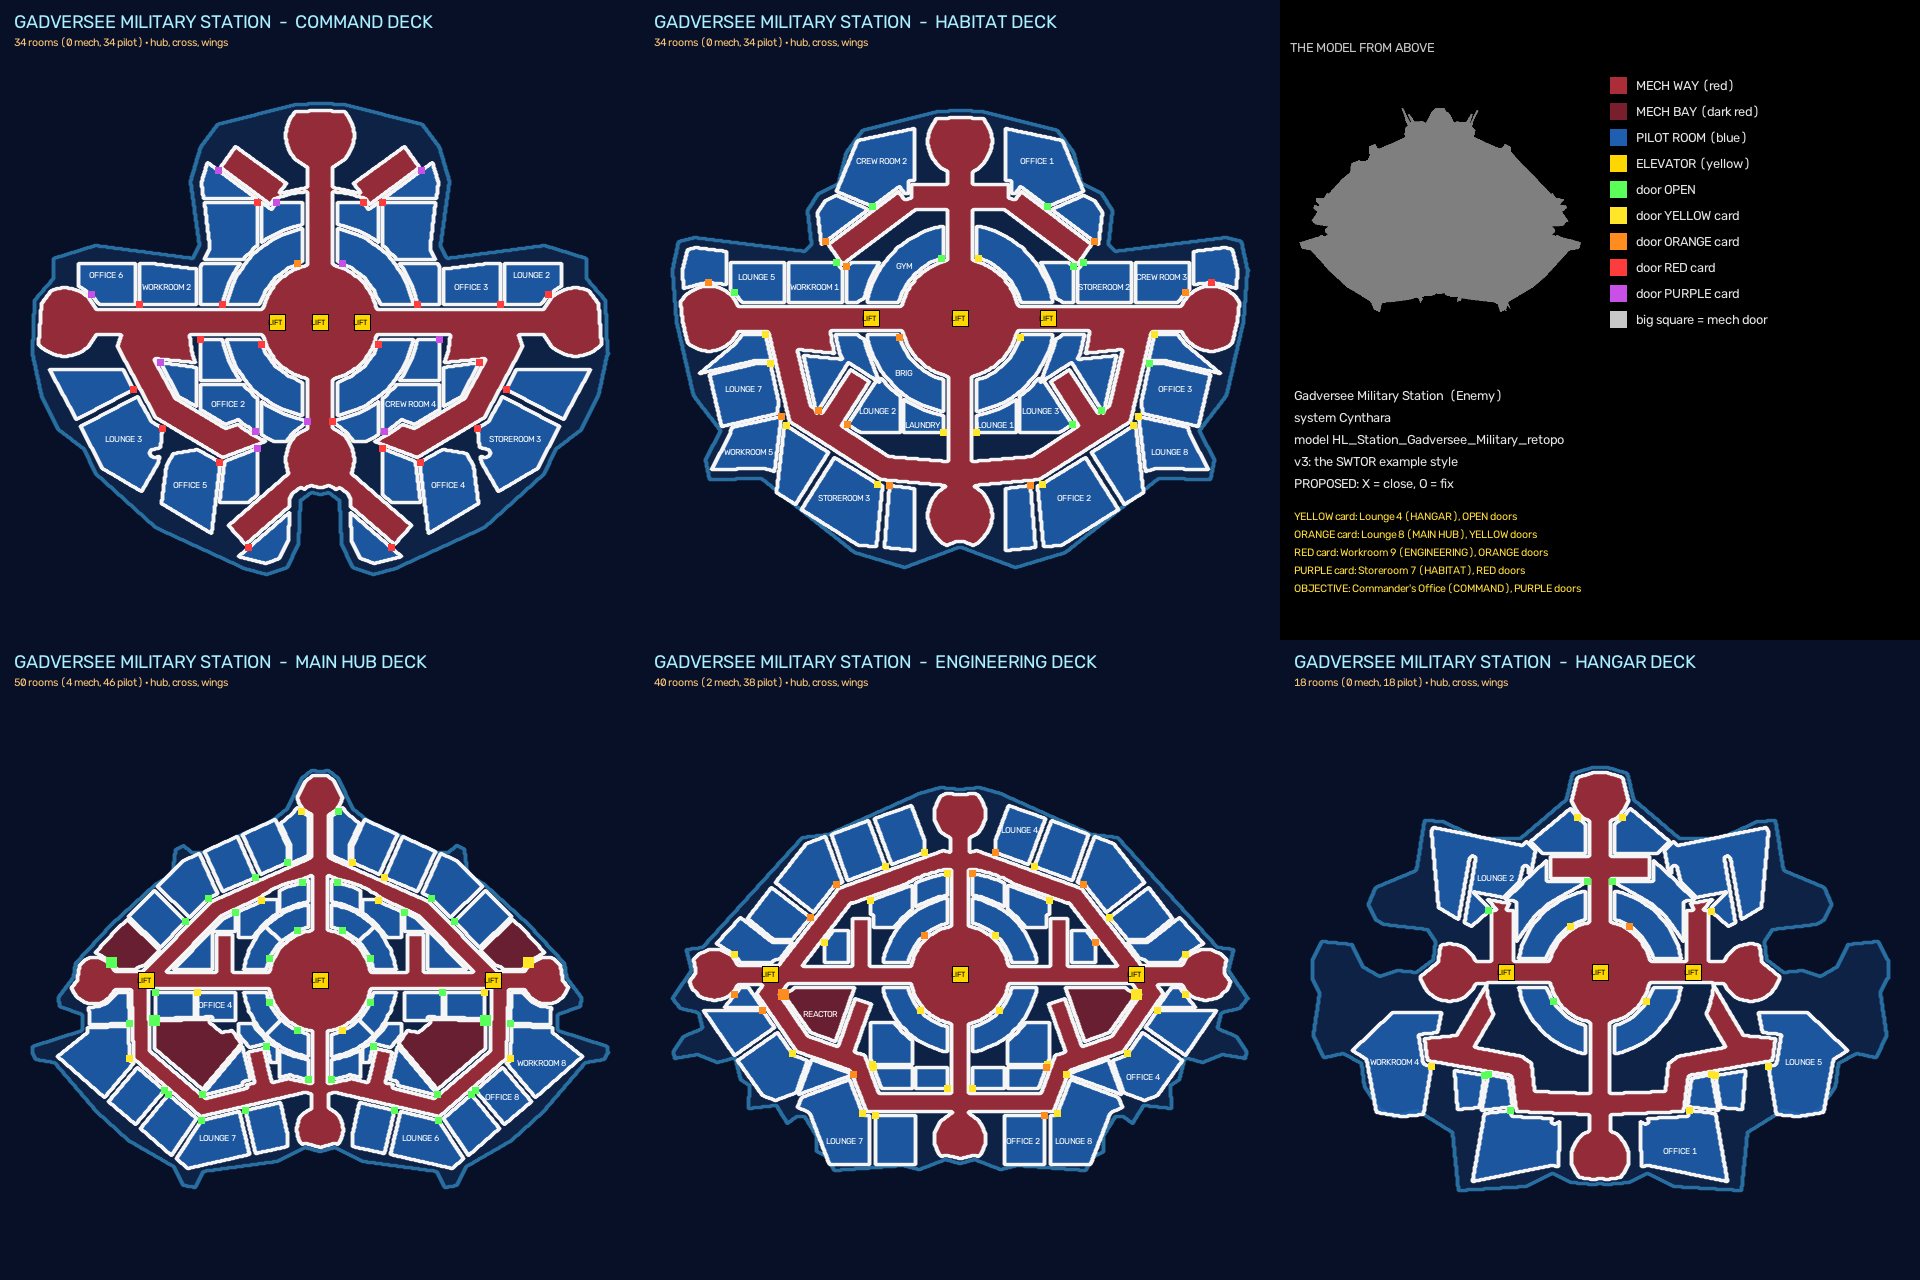 GADVERSEE MILITARY STATION - COMMAND DECK
34 rooms (0 mech, 34 pilot) • hub, cross, wings
OFFICE 6
WORKROOM 2
OFFICE 3
LOUNGE 2
LIFT
LIFT
LIFT
OFFICE 2
CREW ROOM 4
LOUNGE 3
STOREROOM 3
OFFICE 5
OFFICE 4
GADVERSEE MILITARY STATION - HABITAT DECK
34 rooms (0 mech, 34 pilot) • hub, cross, wings
CREW ROOM 2
OFFICE 1
GYM
LOUNGE 5
WORKROOM 1
STOREROOM 2
CREW ROOM 3
LIFT
LIFT
LIFT
BRIG
LOUNGE 7
OFFICE 3
LOUNGE 2
LOUNGE 3
LAUNDRY
LOUNGE 1
WORKROOM 5
LOUNGE 8
STOREROOM 3
OFFICE 2
THE MODEL FROM ABOVE
MECH WAY (red)
MECH BAY (dark red)
PILOT ROOM (blue)
ELEVATOR (yellow)
door OPEN
door YELLOW card
door ORANGE card
door RED card
door PURPLE card
big square = mech door
Gadversee Military Station (Enemy)
system Cynthara
model HL_Station_Gadversee_Military_retopo
v3: the SWTOR example style
PROPOSED: X = close, O = fix
YELLOW card: Lounge 4 (HANGAR), OPEN doors
ORANGE card: Lounge 8 (MAIN HUB), YELLOW doors
RED card: Workroom 9 (ENGINEERING), ORANGE doors
PURPLE card: Storeroom 7 (HABITAT), RED doors
OBJECTIVE: Commander's Office (COMMAND), PURPLE doors
GADVERSEE MILITARY STATION - MAIN HUB DECK
50 rooms (4 mech, 46 pilot) • hub, cross, wings
LIFT
LIFT
LIFT
OFFICE 4
WORKROOM 8
OFFICE 8
LOUNGE 7
LOUNGE 6
GADVERSEE MILITARY STATION - ENGINEERING DECK
40 rooms (2 mech, 38 pilot) • hub, cross, wings
LOUNGE 4
LIFT
LIFT
LIFT
REACTOR
OFFICE 4
LOUNGE 7
OFFICE 2
LOUNGE 8
GADVERSEE MILITARY STATION - HANGAR DECK
18 rooms (0 mech, 18 pilot) • hub, cross, wings
LOUNGE 2
LIFT
LIFT
LIFT
WORKROOM 4
LOUNGE 5
OFFICE 1